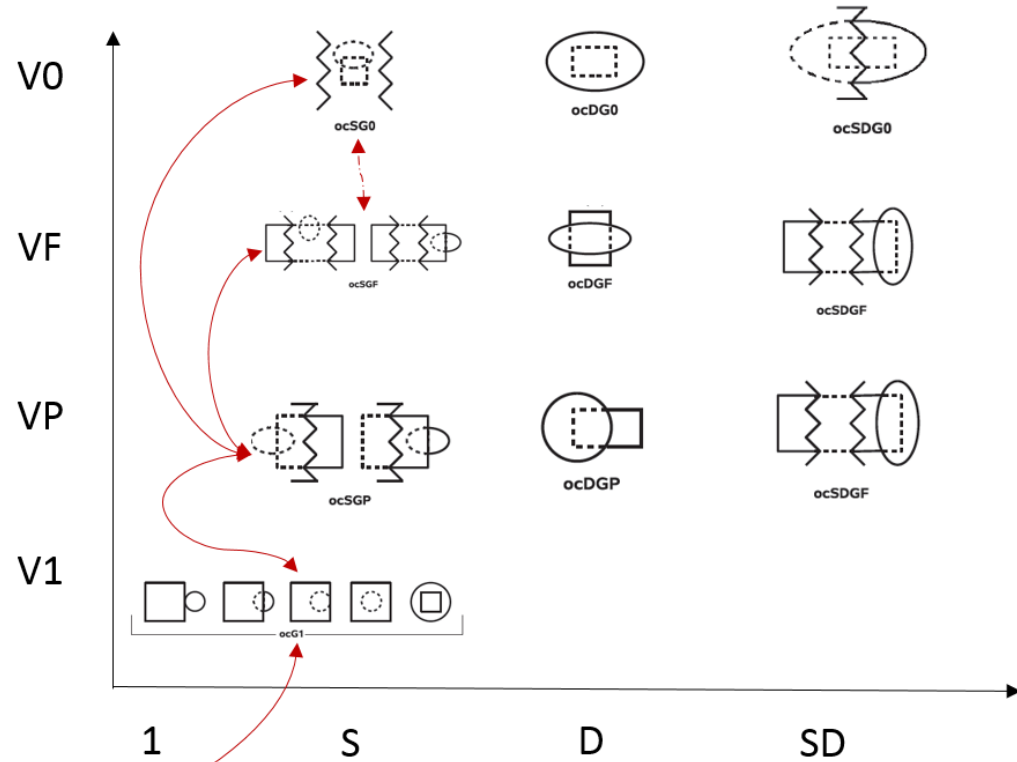 V0
ocSG0
ocDG0
ocSDG0
VF
ocSGF
ocDGF
ocSDGF
VP
ocSGP
ocDGP
ocSDGF
V1
ocG1
1
S
D
SD